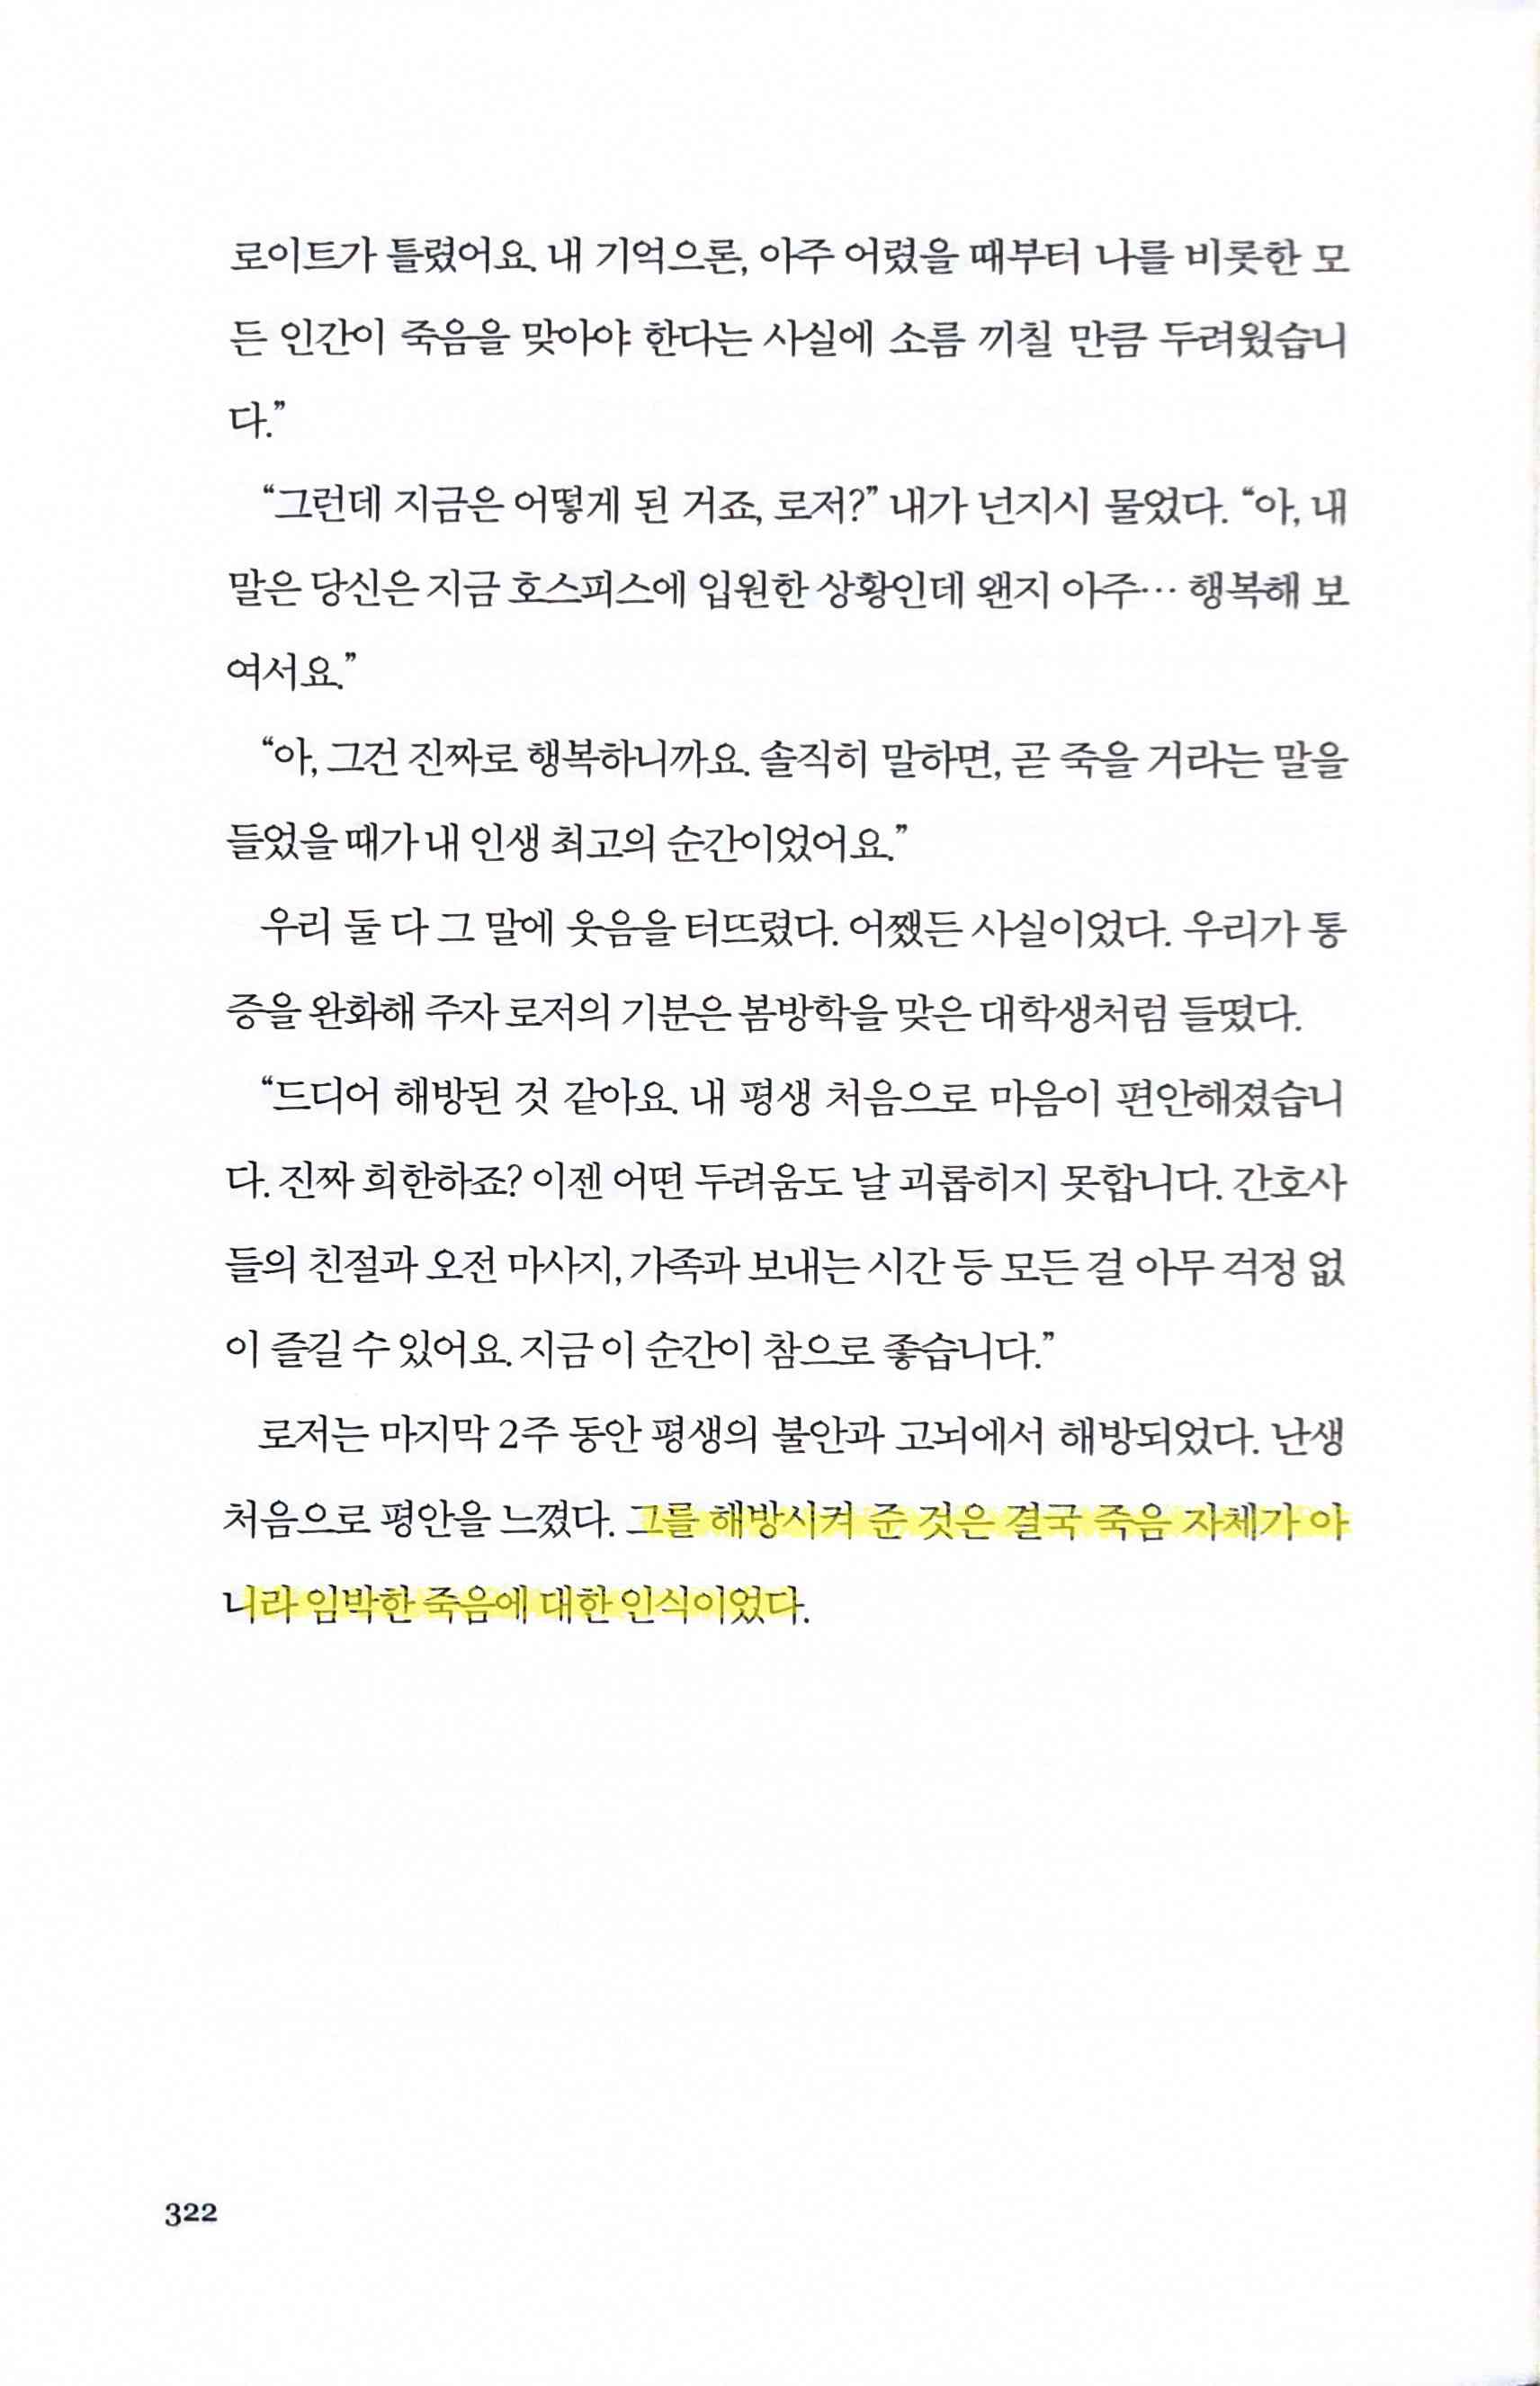 로이트가 틀렸어요. 내 기억으론, 아주 어렸을 때부터 나를 비롯한 모
든 인간이 죽음을 맞아야 한다는 사실에 소름 끼칠 만큼 두려웠습니
다.”
“그런데 지금은 어떻게 된 거죠, 로저?” 내가 넌지시 물었다. “아, 내
말은 당신은 지금 호스피스에 입원한 상황인데 왠지 아주… 행복해 보
여서요.”
“아, 그건 진짜로 행복하니까요. 솔직히 말하면, 곧 죽을 거라는 말을
들었을 때가 내 인생 최고의 순간이었어요.”
우리 둘 다 그 말에 웃음을 터뜨렸다. 어쨌든 사실이었다. 우리가 통
증을 완화해 주자 로저의 기분은 봄방학을 맞은 대학생처럼 들떴다.
“드디어 해방된 것 같아요. 내 평생 처음으로 마음이 편안해졌습니
다. 진짜 희한하죠? 이젠 어떤 두려움도 날 괴롭히지 못합니다. 간호사
들의 친절과 오전 마사지, 가족과 보내는 시간 등 모든 걸 아무 걱정 없
이 즐길 수 있어요. 지금 이 순간이 참으로 좋습니다.”
로저는 마지막 2주 동안 평생의 불안과 고뇌에서 해방되었다. 난생
처음으로 평안을 느꼈다. 그를 해방시켜 준 것은 결국 죽음 자체가 아
니라 임박한 죽음에 대한 인식이었다.
322